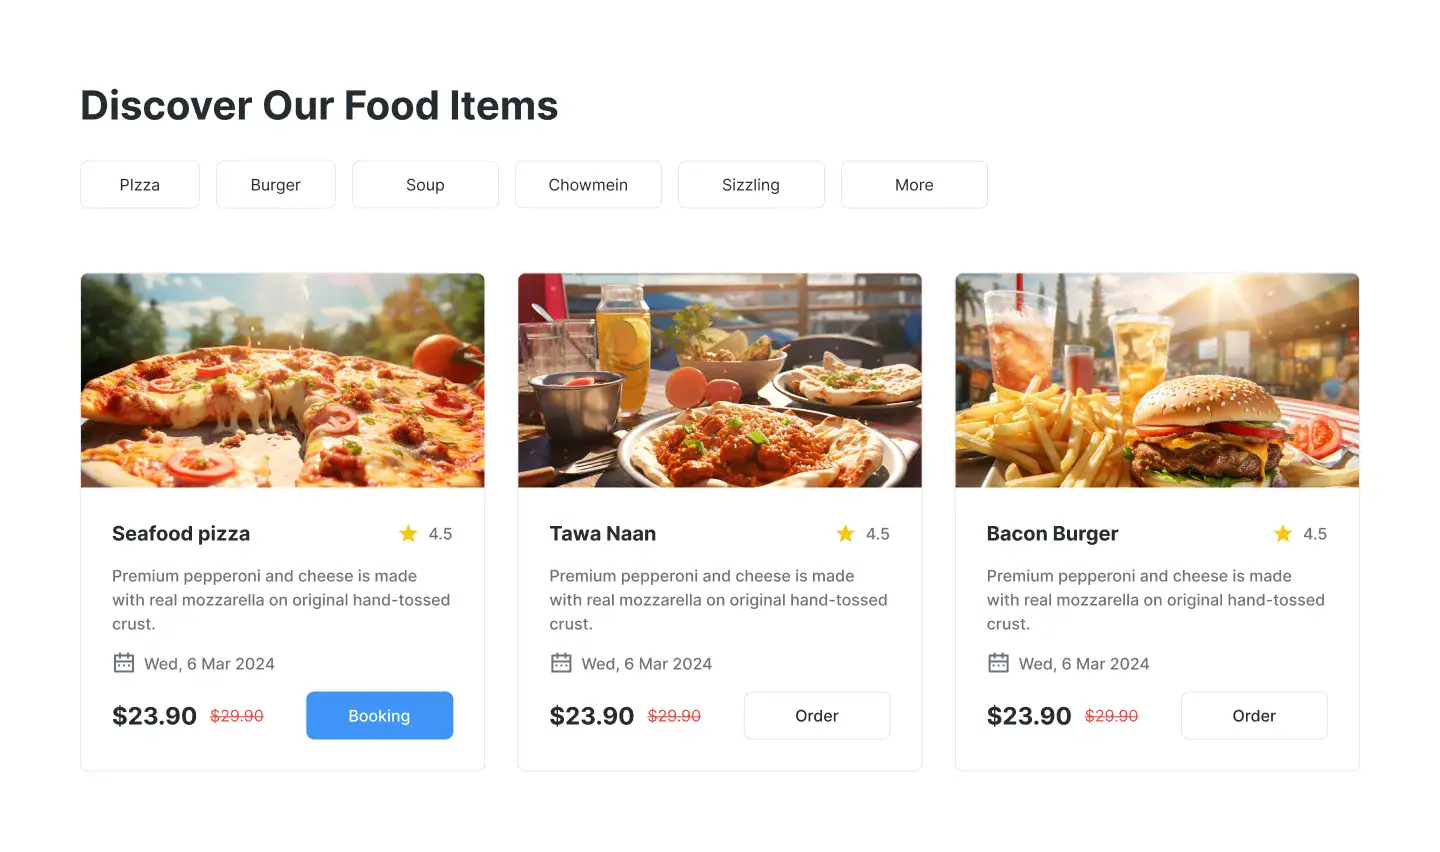 Discover Our Food Items
PIzza
Burger
Soup
Chowmein
Sizzling
More
Seafood pizza
4.5
Premium pepperoni and cheese is made
with real mozzarella on original hand-tossed
crust.
Wed, 6 Mar 2024
$23.90 $29.90
Booking
Tawa Naan
4.5
Premium pepperoni and cheese is made
with real mozzarella on original hand-tossed
crust.
Wed, 6 Mar 2024
$23.90 $29.90
Order
Bacon Burger
4.5
Premium pepperoni and cheese is made
with real mozzarella on original hand-tossed
crust.
Wed, 6 Mar 2024
$23.90 $29.90
Order